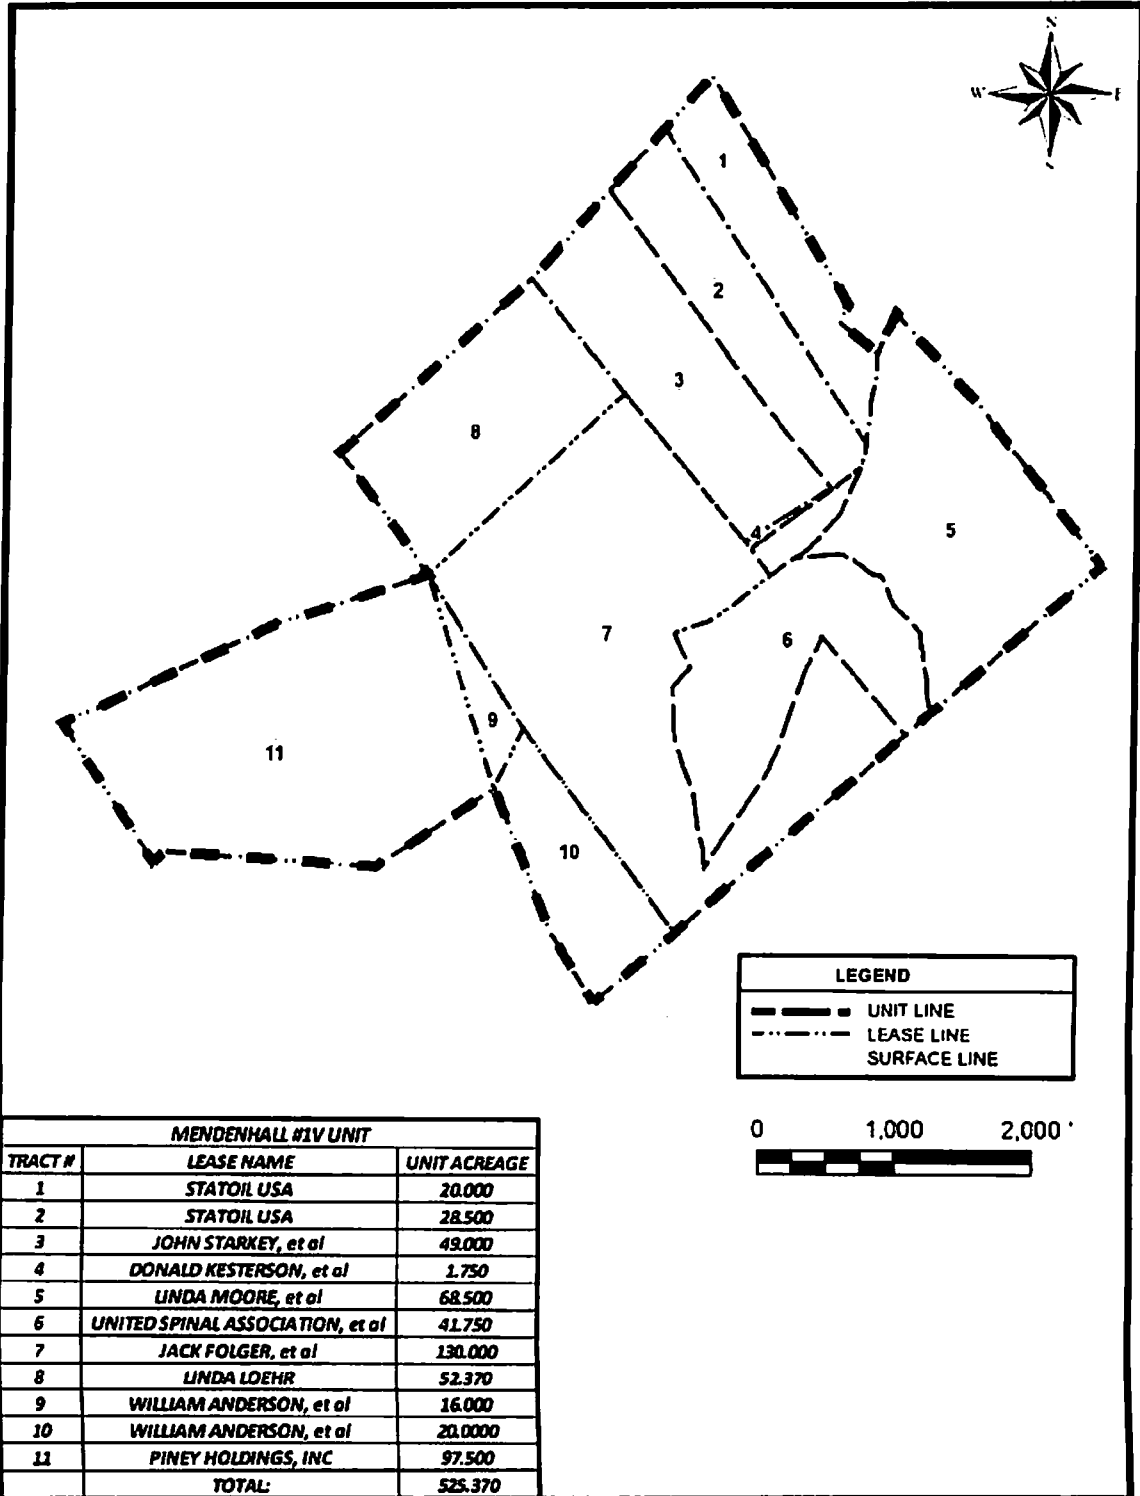 N
W E
S
1
2
3
8
4
5
7
6
9
11
10
LEGEND
UNIT LINE
LEASE LINE
SURFACE LINE
0 1,000 2,000 '
MENDENHALL #1V UNIT
TRACT # LEASE NAME UNIT ACREAGE
1 STATOIL USA 20.000
2 STATOIL USA 28.500
3 JOHN STARKEY, et al 49.000
4 DONALD KESTERSON, et al 1.750
5 LINDA MOORE, et al 68.500
6 UNITED SPINAL ASSOCIATION, et al 41.750
7 JACK FOLGER, et al 130.000
8 LINDA LOEHR 52.370
9 WILLIAM ANDERSON, et al 16.000
10 WILLIAM ANDERSON, et al 20.0000
11 PINEY HOLDINGS, INC 97.500
TOTAL: 525.370